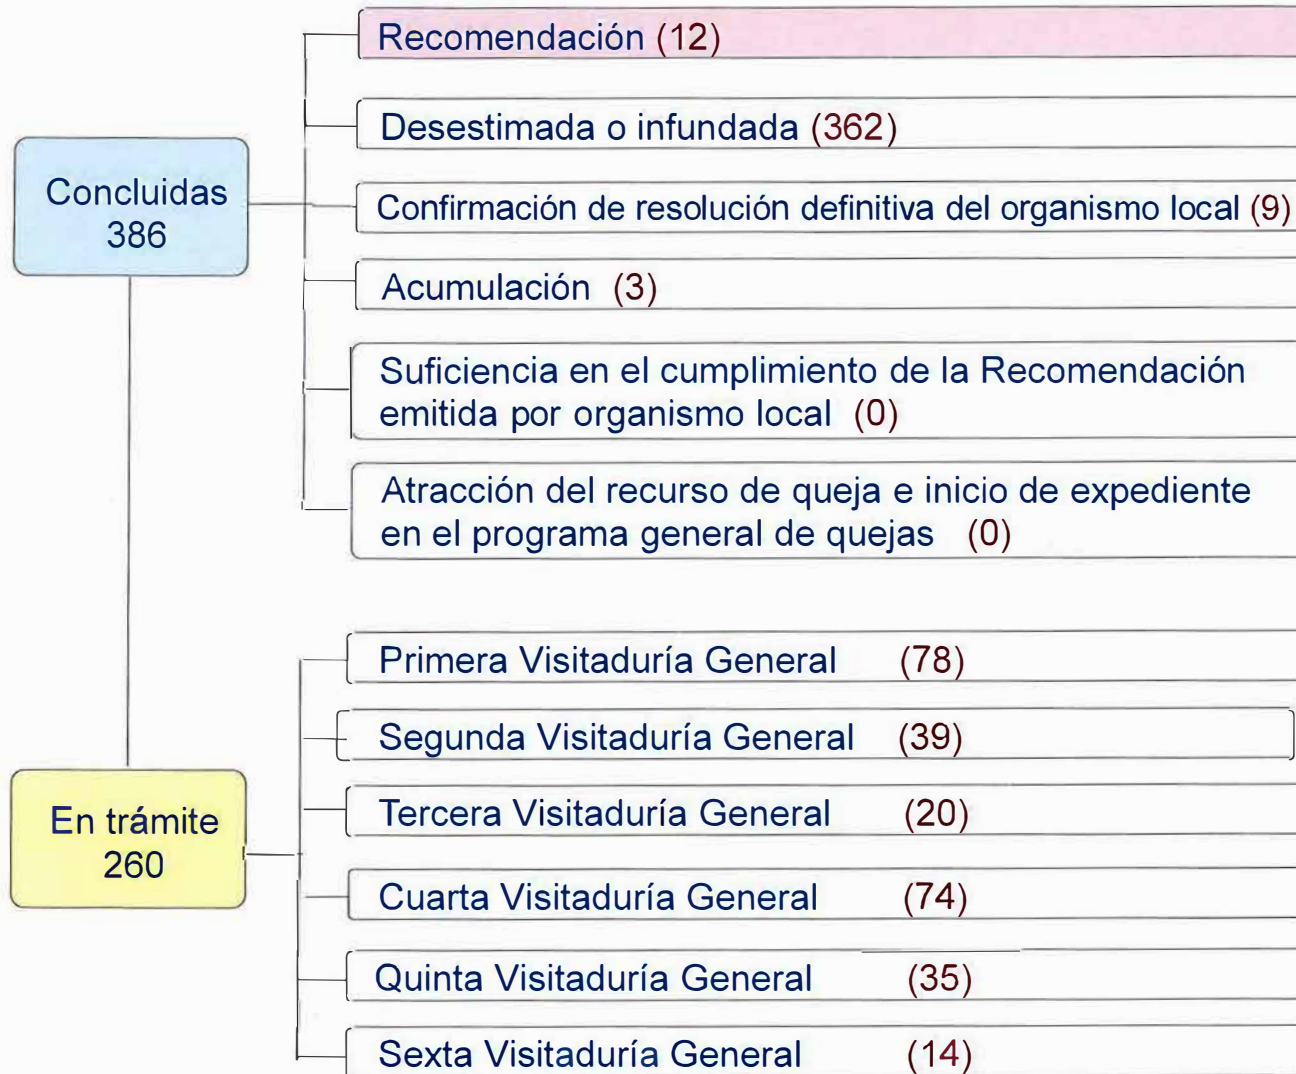 Concluidas
386
Recomendación (12)
Desestimada o infundada (362)
Confirmación de resolución definitiva del organismo local (9)
Acumulación (3)
Suficiencia en el cumplimiento de la Recomendación
emitida por organismo local (0)
Atracción del recurso de queja e inicio de expediente
en el programa general de quejas (0)
En trámite
260
Primera Visitaduría General (78)
Segunda Visitaduría General (39)
Tercera Visitaduría General (20)
Cuarta Visitaduría General (74)
Quinta Visitaduría General (35)
Sexta Visitaduría General (14)